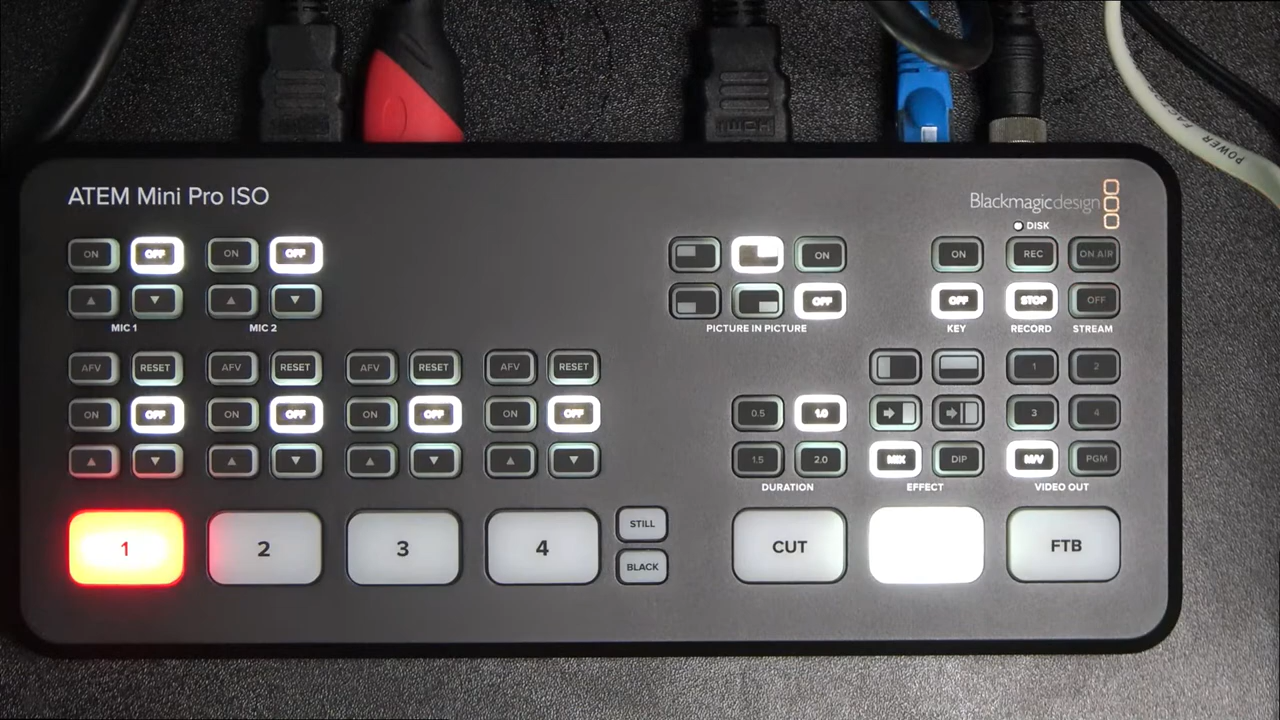 ATEM Mini Pro ISO
Blackmagicdesign
DISK
ON OFF ON OFF ON ON REC ON AIR
OFF OFF STOP OFF
MIC 1 MIC 2 PICTURE IN PICTURE KEY RECORD STREAM
AFV RESET AFV RESET AFV RESET AFV RESET 1 2
ON OFF ON OFF ON OFF ON OFF 0.5 1.0 3 4
1.5 2.0 MIX DIP M/V PGM
DURATION EFFECT VIDEO OUT
1 2 3 4 STILL CUT FTB
BLACK